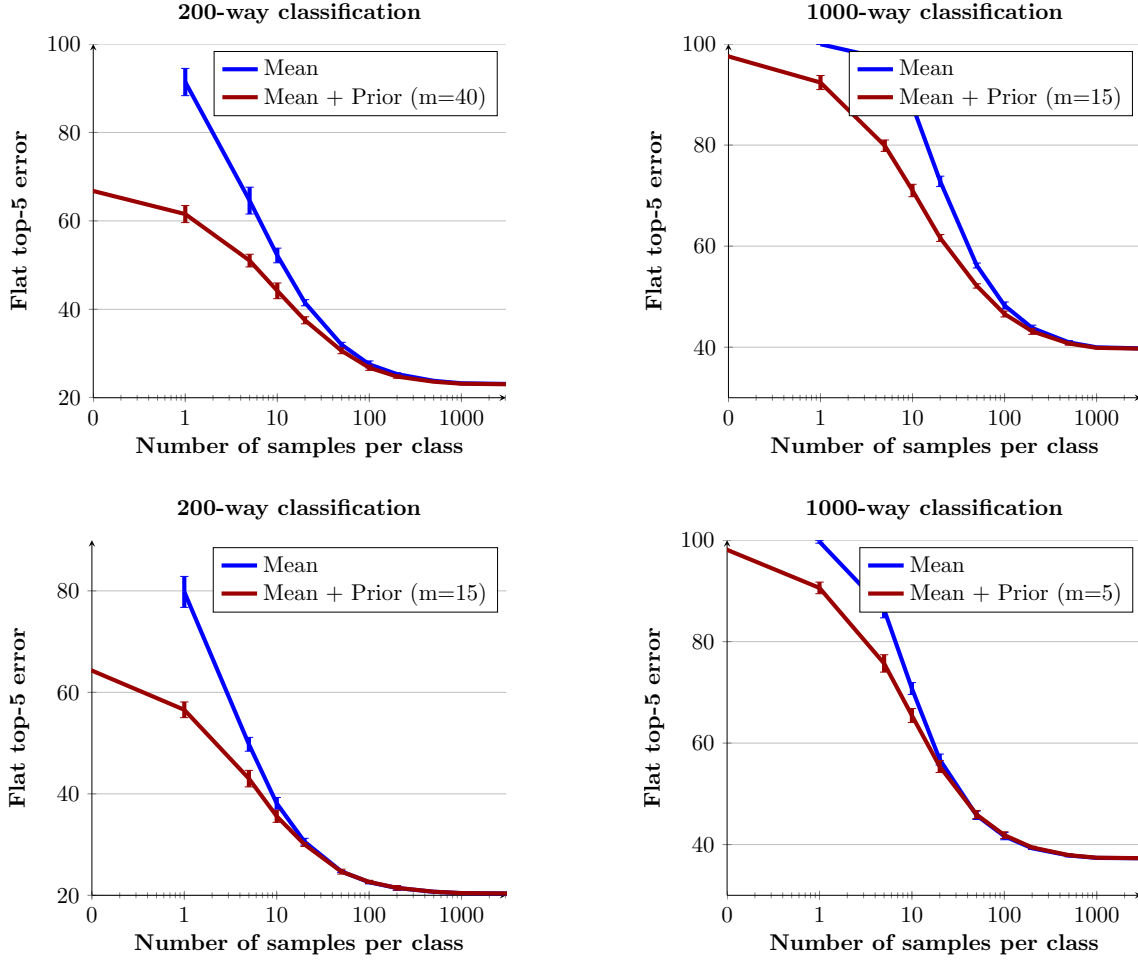 200-way classification
Flat top-5 error
100
80
60
40
20
Mean
Mean + Prior (m=40)
0 1 10 100 1000
Number of samples per class
1000-way classification
Flat top-5 error
100
80
60
40
Mean
Mean + Prior (m=15)
0 1 10 100 1000
Number of samples per class
200-way classification
Flat top-5 error
80
60
40
20
Mean
Mean + Prior (m=15)
0 1 10 100 1000
Number of samples per class
1000-way classification
Flat top-5 error
100
80
60
40
Mean
Mean + Prior (m=5)
0 1 10 100 1000
Number of samples per class